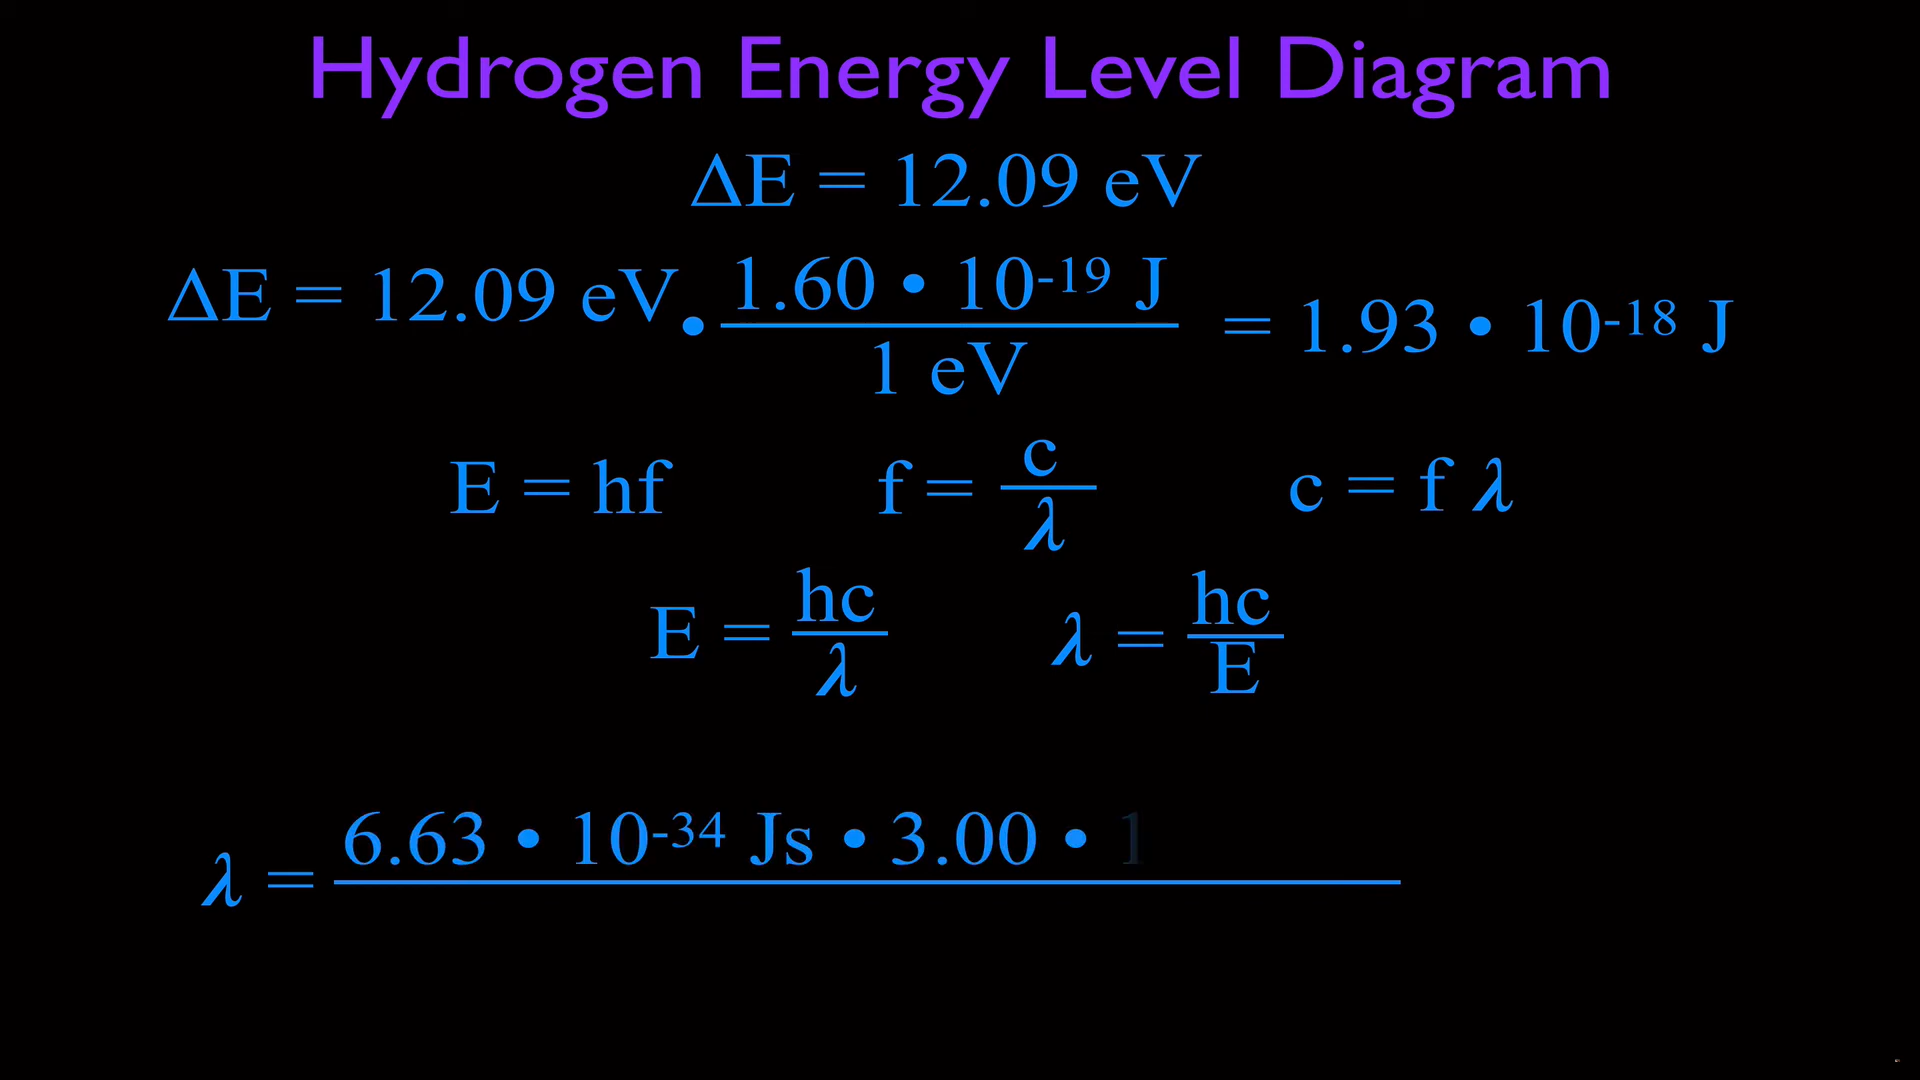 Hydrogen Energy Level Diagram
ΔE = 12.09 eV
ΔE = 12.09 eV • 1.60 • 10⁻¹⁹ J / 1 eV = 1.93 • 10⁻¹⁸ J
E = hf f = c / λ c = f λ
E = hc / λ λ = hc / E
λ = 6.63 • 10⁻³⁴ Js • 3.00 • 1